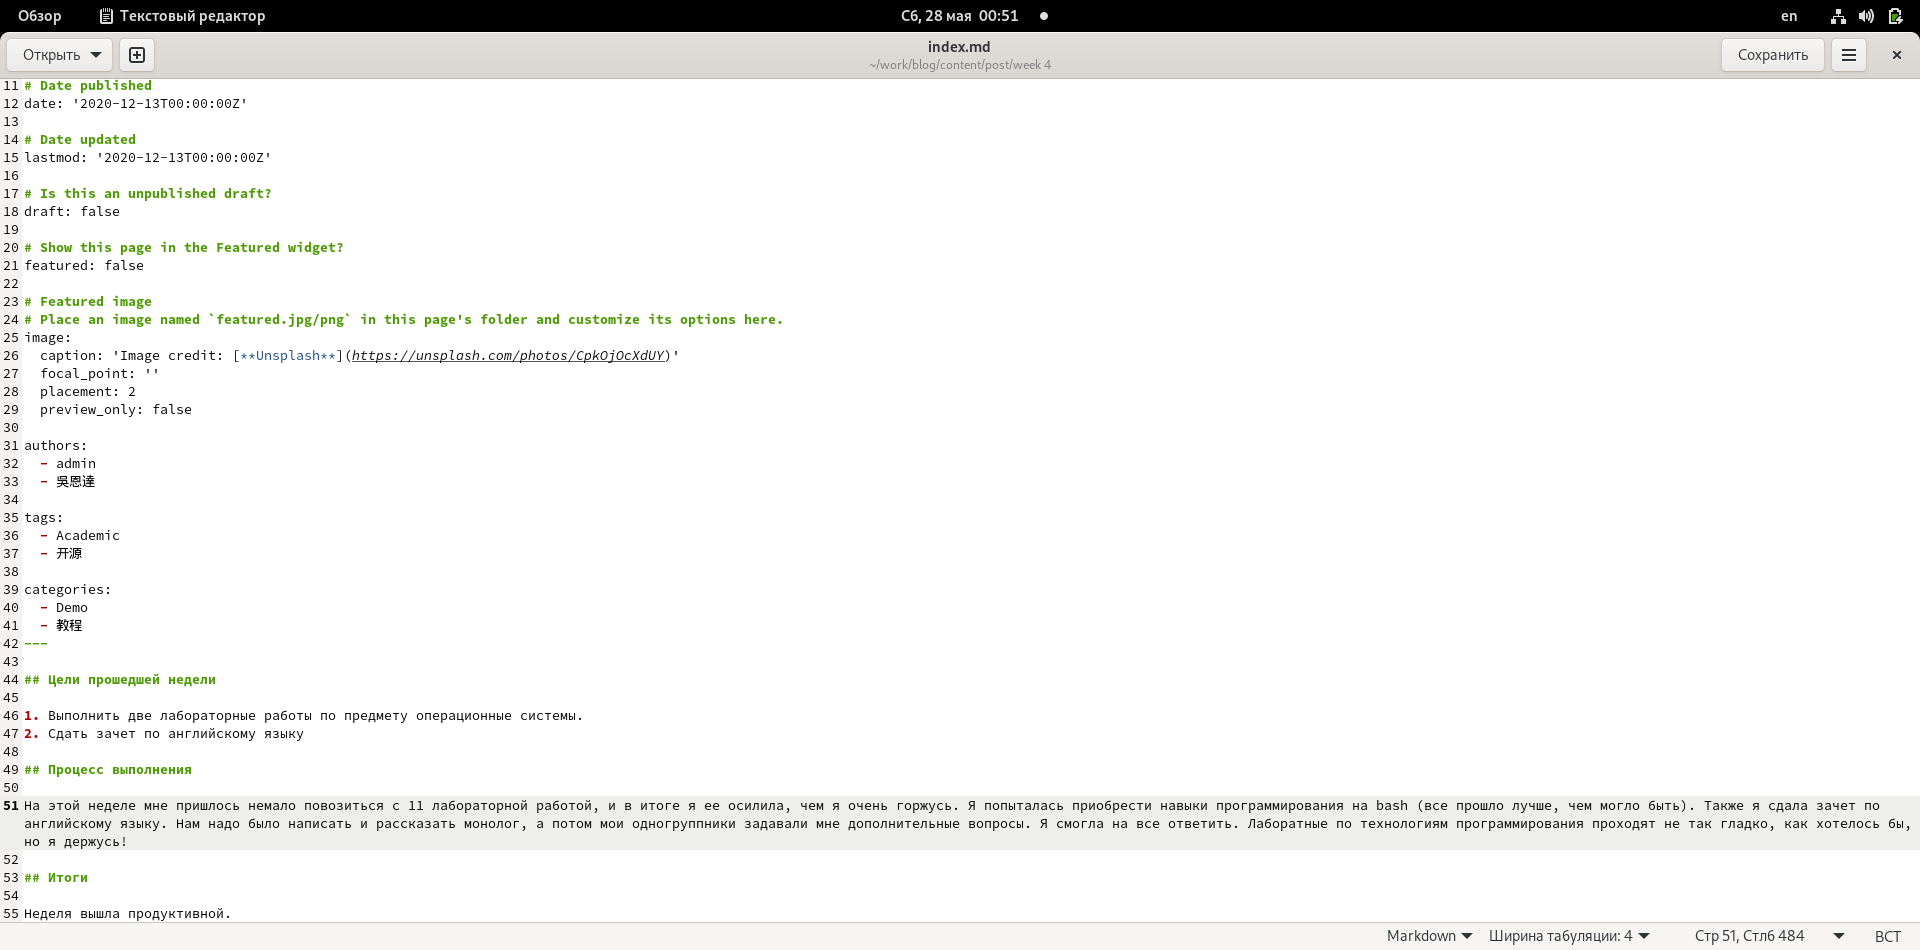 Обзор
Текстовый редактор
Сб, 28 мая 00:51
en
Открыть
index.md
~/work/blog/content/post/week 4
Сохранить
11 # Date published
12 date: '2020-12-13T00:00:00Z'
13
14 # Date updated
15 lastmod: '2020-12-13T00:00:00Z'
16
17 # Is this an unpublished draft?
18 draft: false
19
20 # Show this page in the Featured widget?
21 featured: false
22
23 # Featured image
24 # Place an image named `featured.jpg/png` in this page's folder and customize its options here.
25 image:
26   caption: 'Image credit: [**Unsplash**](https://unsplash.com/photos/CpkOjOcXdUY)'
27   focal_point: ''
28   placement: 2
29   preview_only: false
30
31 authors:
32   - admin
33   - 吳恩達
34
35 tags:
36   - Academic
37   - 开源
38
39 categories:
40   - Demo
41   - 教程
42 ---
43
44 ## Цели прошедшей недели
45
46 1. Выполнить две лабораторные работы по предмету операционные системы.
47 2. Сдать зачет по английскому языку
48
49 ## Процесс выполнения
50
51 На этой неделе мне пришлось немало повозиться с 11 лабораторной работой, и в итоге я ее осилила, чем я очень горжусь. Я попыталась приобрести навыки программирования на bash (все прошло лучше, чем могло быть). Также я сдала зачет по
английскому языку. Нам надо было написать и рассказать монолог, а потом мои одногруппники задавали мне дополнительные вопросы. Я смогла на все ответить. Лаборатные по технологиям программирования проходят не так гладко, как хотелось бы,
но я держусь!
52
53 ## Итоги
54
55 Неделя вышла продуктивной.
Markdown
Ширина табуляции: 4
Стр 51, Стлб 484
ВСТ